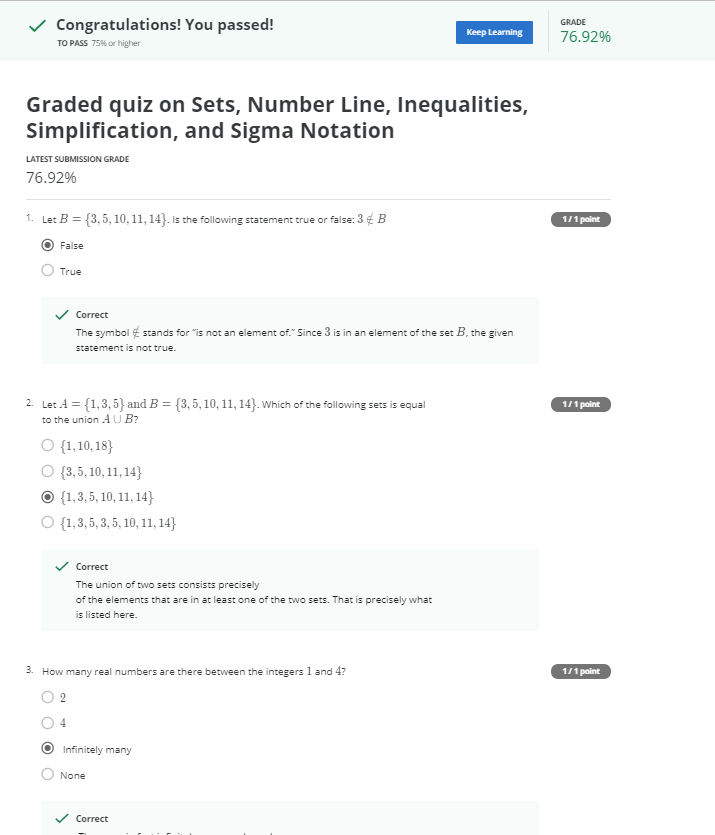 Congratulations! You passed!
TO PASS 75% or higher
Keep Learning
GRADE
76.92%
Graded quiz on Sets, Number Line, Inequalities,
Simplification, and Sigma Notation
LATEST SUBMISSION GRADE
76.92%
1. Let B = {3, 5, 10, 11, 14}. Is the following statement true or false: 3 ∉ B
1 / 1 point
False
True
Correct
The symbol ∉ stands for "is not an element of." Since 3 is in an element of the set B, the given
statement is not true.
2. Let A = {1, 3, 5} and B = {3, 5, 10, 11, 14}. Which of the following sets is equal
to the union A ∪ B?
1 / 1 point
{1, 10, 18}
{3, 5, 10, 11, 14}
{1, 3, 5, 10, 11, 14}
{1, 3, 5, 3, 5, 10, 11, 14}
Correct
The union of two sets consists precisely
of the elements that are in at least one of the two sets. That is precisely what
is listed here.
3. How many real numbers are there between the integers 1 and 4?
1 / 1 point
2
4
Infinitely many
None
Correct